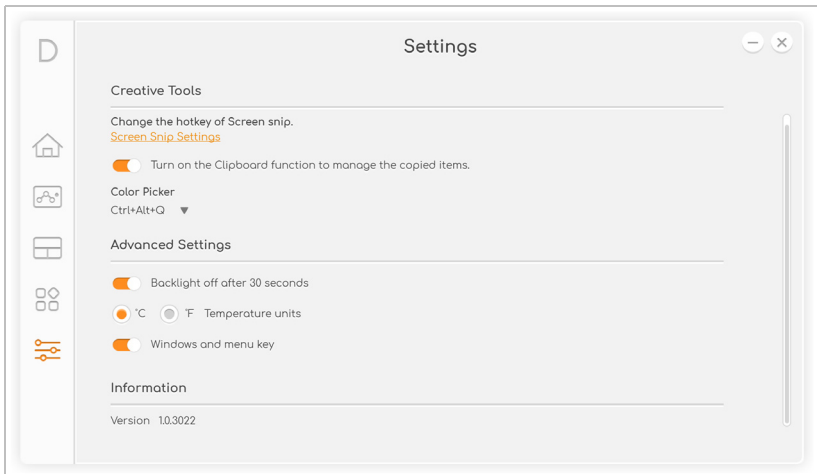 D
Settings
Creative Tools
Change the hotkey of Screen snip.
Screen Snip Settings
Turn on the Clipboard function to manage the copied items.
Color Picker
Ctrl+Alt+Q
Advanced Settings
Backlight off after 30 seconds
°C °F Temperature units
Windows and menu key
Information
Version 1.0.3022